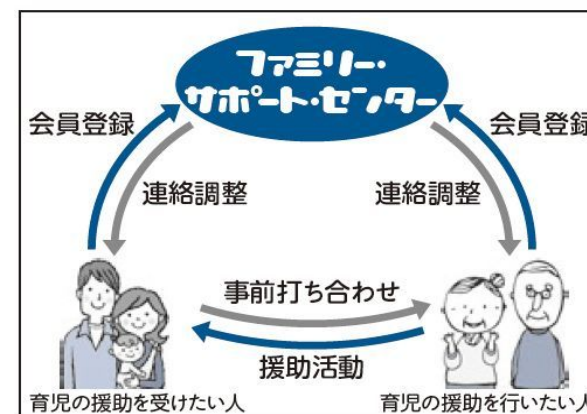 ファミリー・
サポート・センター
会員登録
会員登録
連絡調整
連絡調整
事前打ち合わせ
援助活動
育児の援助を受けたい人
育児の援助を行いたい人